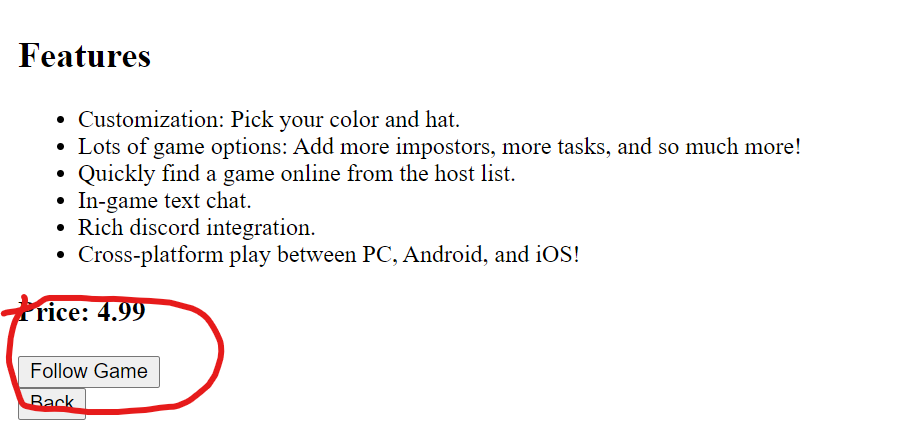 Features
Customization: Pick your color and hat.
Lots of game options: Add more impostors, more tasks, and so much more!
Quickly find a game online from the host list.
In-game text chat.
Rich discord integration.
Cross-platform play between PC, Android, and iOS!
Price: 4.99
Follow Game
Back